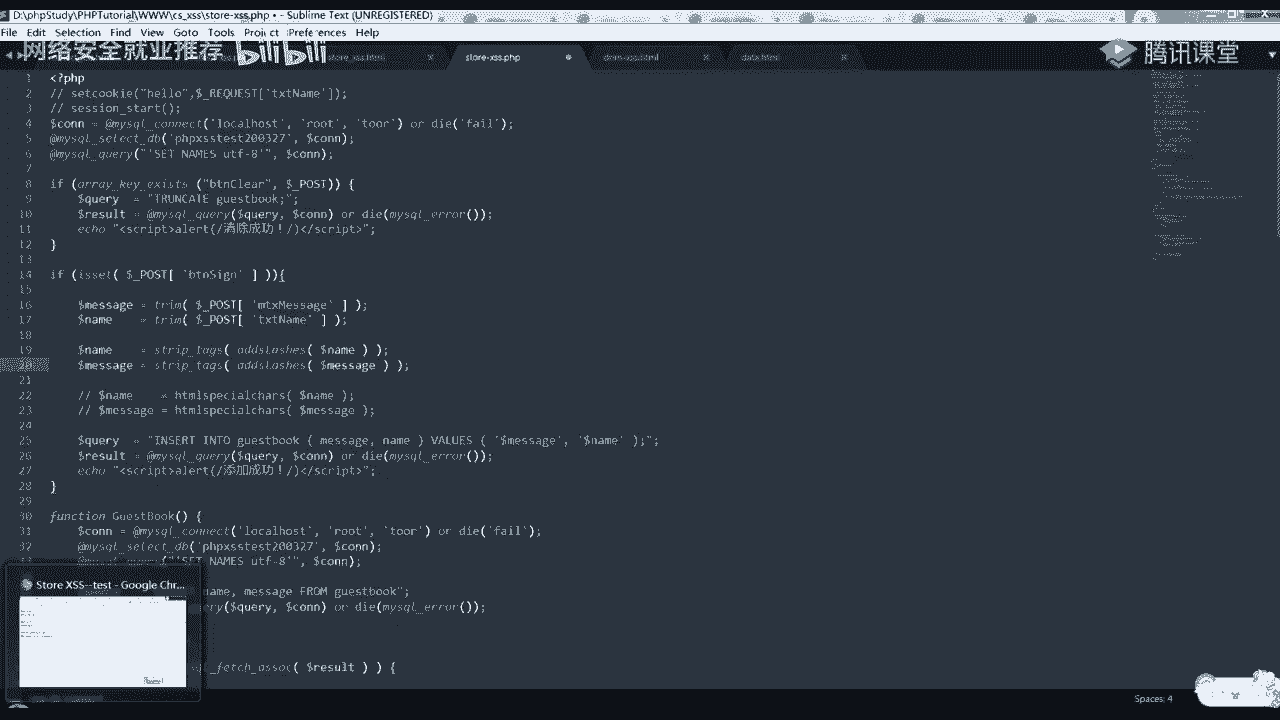 D:\phpStudy\PHPTutorial\WWW\cs_xss\store-xss.php • - Sublime Text (UNREGISTERED)
File Edit Selection Find View Goto Tools Project Preferences Help
网络安全就业推荐 bilibili
腾讯课堂
store_xss.html store-xss.php dom-xss.html data.html
1 <?php
2 // setcookie("hello",$_REQUEST['txtName']);
3 // session_start();
4 $conn = @mysql_connect('localhost', 'root', 'toor') or die('fail');
5 @mysql_select_db('phpxsstest200327', $conn);
6 @mysql_query("'SET NAMES utf-8'", $conn);
7
8 if (array_key_exists ("btnClear", $_POST)) {
9 $query = "TRUNCATE guestbook;";
10 $result = @mysql_query($query, $conn) or die(mysql_error());
11 echo "<script>alert(/清除成功！/)</script>";
12 }
13
14 if (isset( $_POST[ 'btnSign' ] )){
15
16 $message = trim( $_POST[ 'mtxMessage' ] );
17 $name = trim( $_POST[ 'txtName' ] );
18
19 $name = strip_tags( addslashes( $name ) );
20 $message = strip_tags( addslashes( $message ) );
21
22 // $name = htmlspecialchars( $name );
23 // $message = htmlspecialchars( $message );
24
25 $query = "INSERT INTO guestbook ( message, name ) VALUES ( '$message', '$name' );";
26 $result = @mysql_query($query, $conn) or die(mysql_error());
27 echo "<script>alert(/添加成功！/)</script>";
28 }
29
30 function GuestBook() {
31 $conn = @mysql_connect('localhost', 'root', 'toor') or die('fail');
32 @mysql_select_db('phpxsstest200327', $conn);
SET NAMES utf-8'", $conn);
name, message FROM guestbook";
ery($query, $conn) or die(mysql_error());
_fetch_assoc( $result ) ) {
Store XSS--test - Google Chr...
Spaces: 4